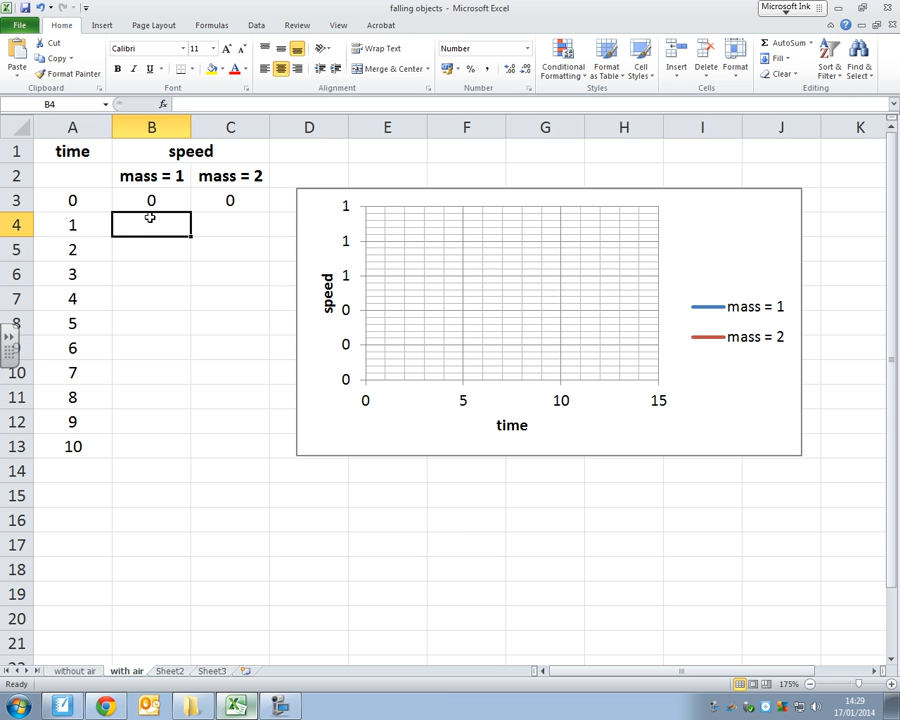 falling objects - Microsoft Excel
Microsoft Ink
File Home Insert Page Layout Formulas Data Review View Acrobat
Cut
Copy
Format Painter
Paste
Clipboard
Calibri 11
B I U
Font
Wrap Text
Merge & Center
Alignment
Number
Number
Conditional Formatting
Format as Table
Cell Styles
Styles
Insert Delete Format
Cells
AutoSum
Fill
Clear
Sort & Filter
Find & Select
Editing
B4 fx
A B C D E F G H I J K
1 time speed
2 mass = 1 mass = 2
3 0 0 0
4 1
5 2
6 3
7 4
8 5
9 6
10 7
11 8
12 9
13 10
14
15
16
17
18
19
20
21
22
speed
1
1
1
0
0
0
0 5 10 15
time
mass = 1
mass = 2
without air with air Sheet2 Sheet3
Ready 175%
14:29
17/01/2014